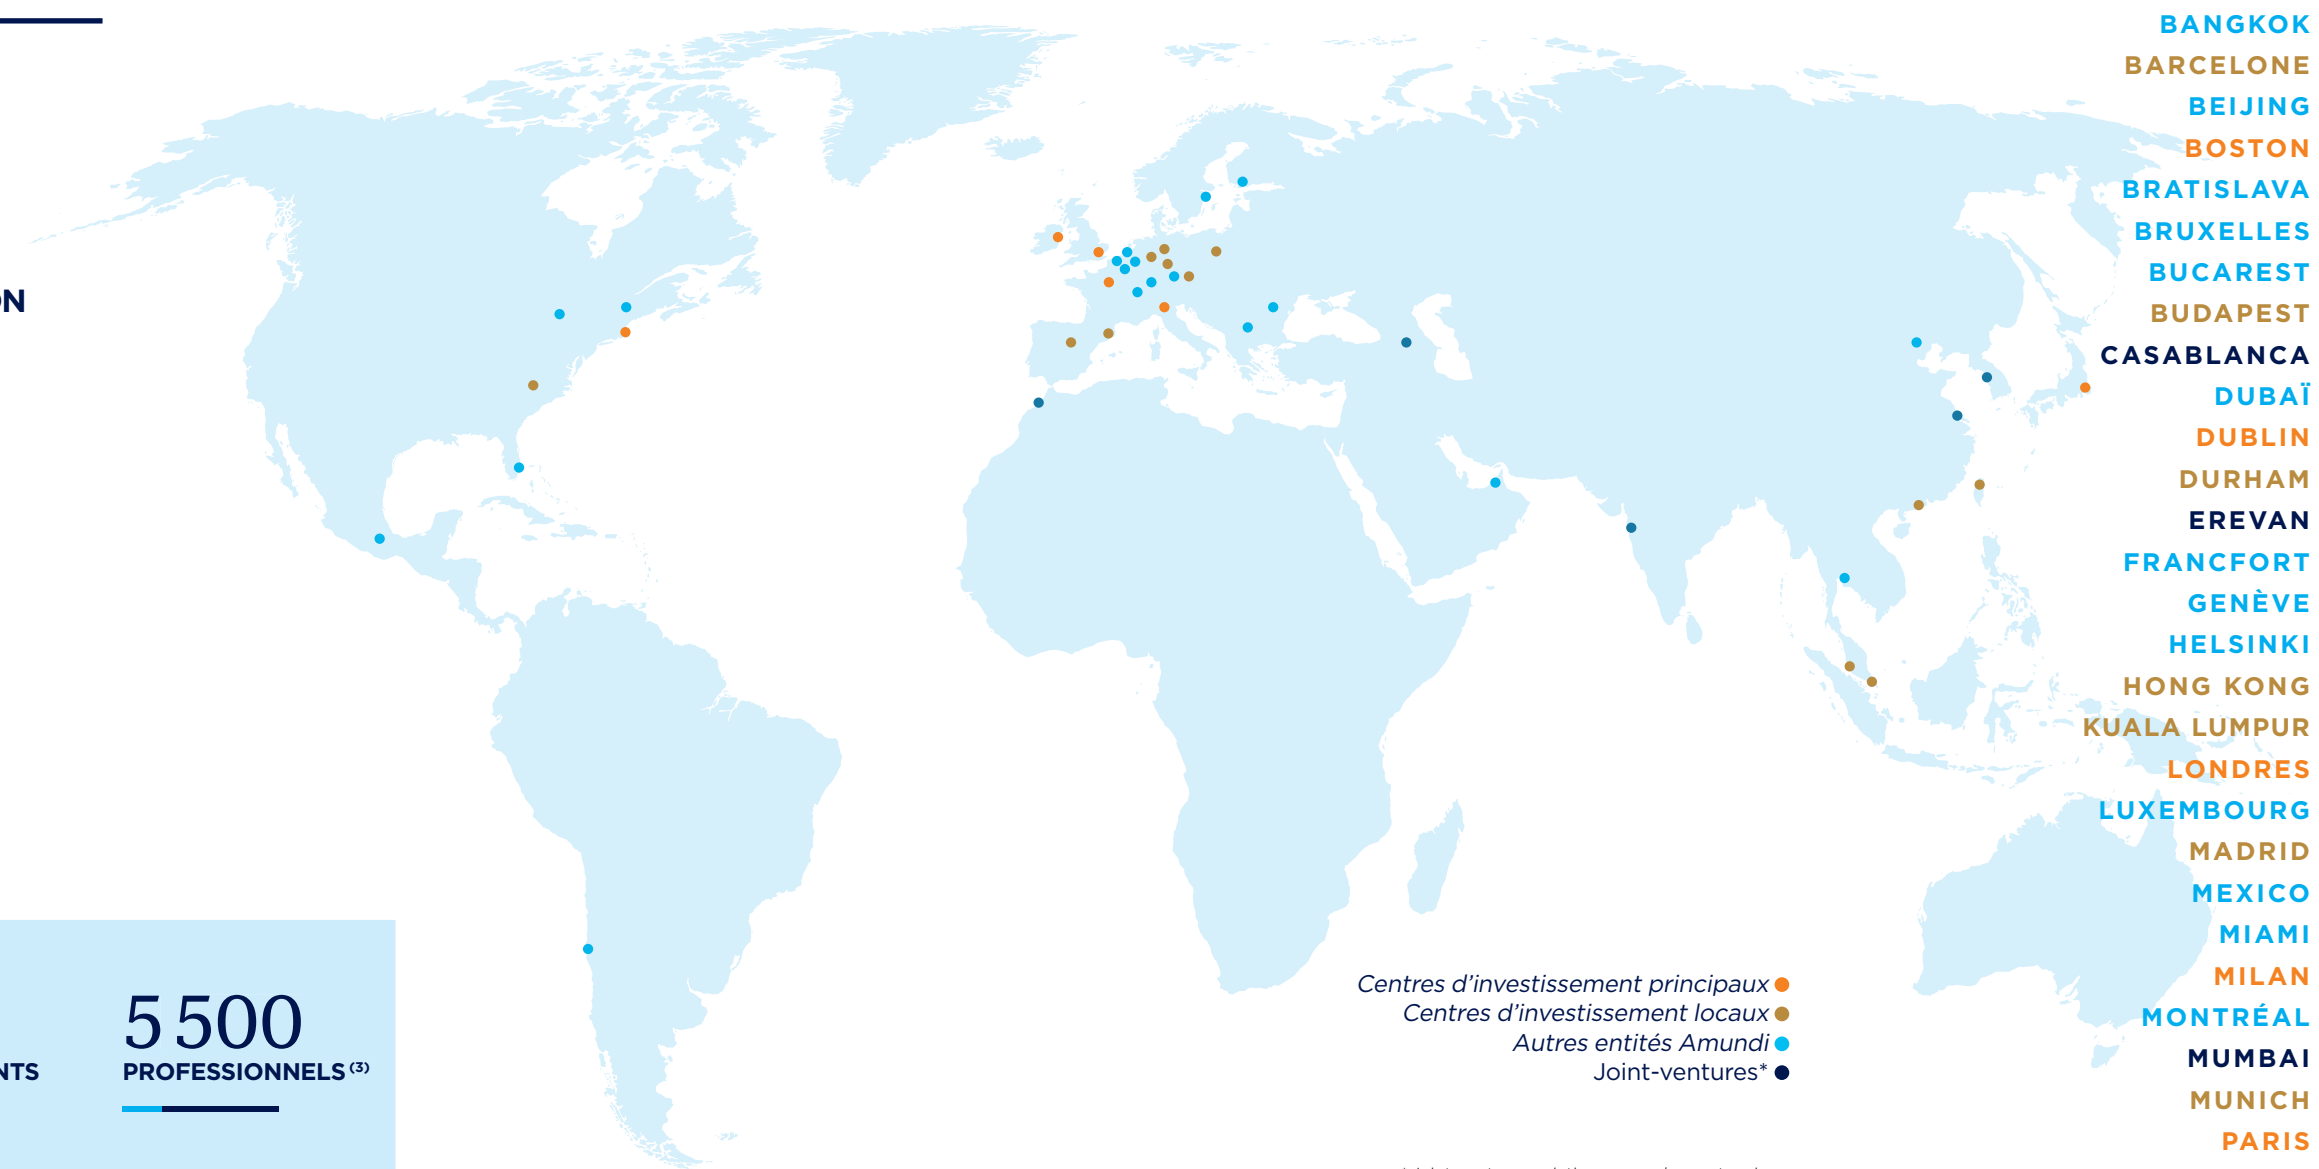 ON
NTS
5 500
PROFESSIONNELS (3)
Centres d'investissement principaux
Centres d'investissement locaux
Autres entités Amundi
Joint-ventures*
BANGKOK
BARCELONE
BEIJING
BOSTON
BRATISLAVA
BRUXELLES
BUCAREST
BUDAPEST
CASABLANCA
DUBAÏ
DUBLIN
DURHAM
EREVAN
FRANCFORT
GENÈVE
HELSINKI
HONG KONG
KUALA LUMPUR
LONDRES
LUXEMBOURG
MADRID
MEXICO
MIAMI
MILAN
MONTRÉAL
MUMBAI
MUNICH
PARIS